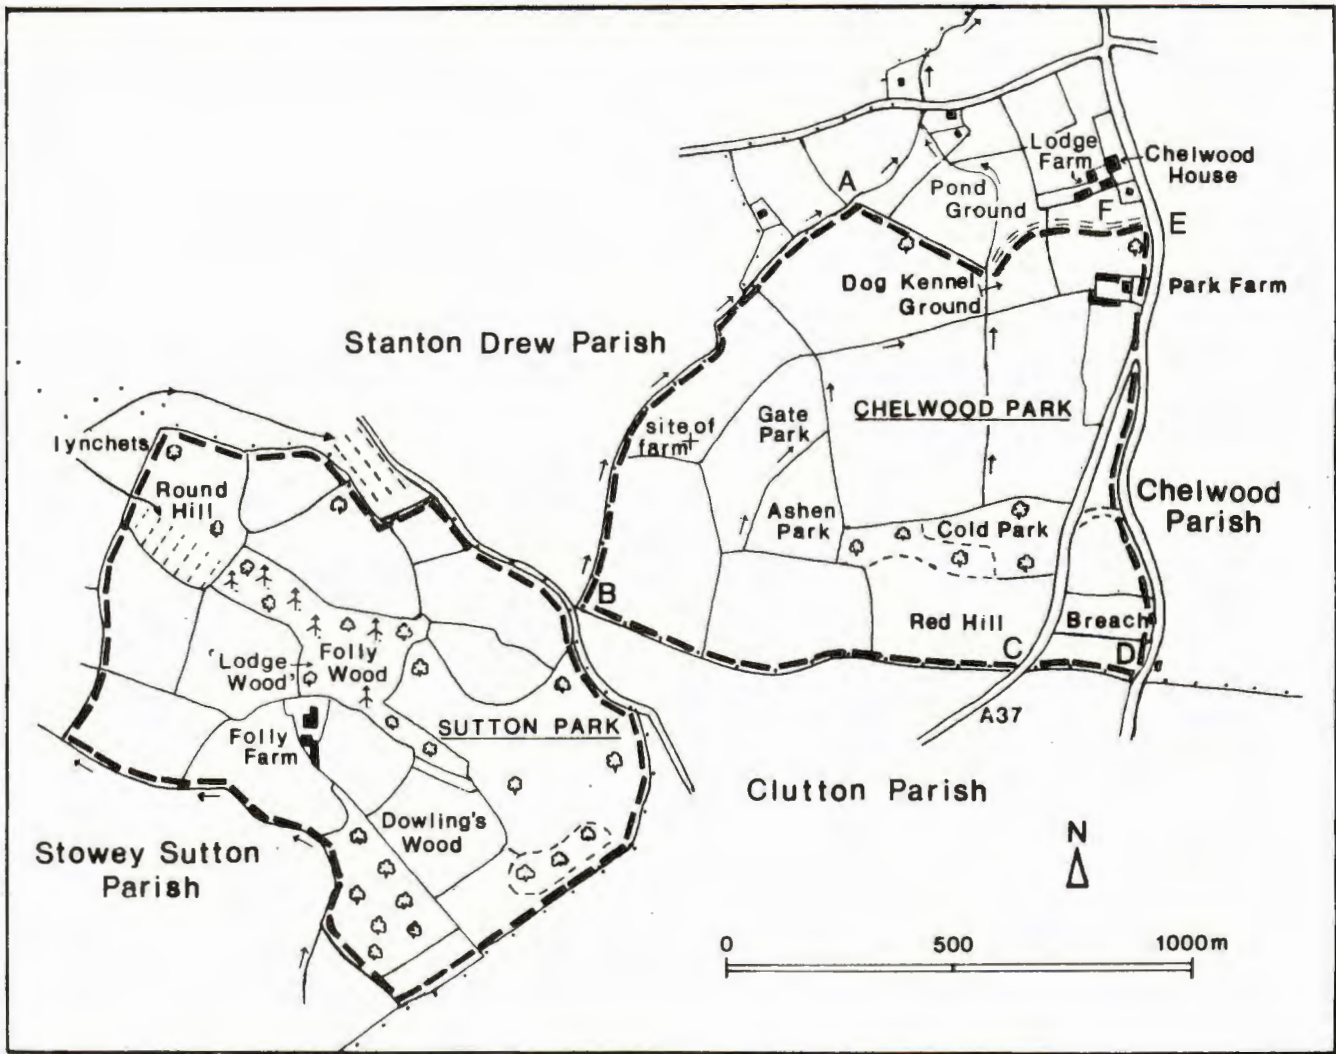 Lodge
Farm
Chelwood
House
A
Pond
Ground
F
E
Dog Kennel
Ground
Park Farm
Stanton Drew Parish
CHELWOOD PARK
site of
farm
Gate
Park
lynchets
Round
Hill
Ashen
Park
Cold Park
Chelwood
Parish
B
Red Hill
Breach
C
D
'Lodge
Wood'
Folly
Wood
A37
SUTTON PARK
Folly
Farm
Clutton Parish
Dowling's
Wood
Stowey Sutton
Parish
N
0
500
1000m